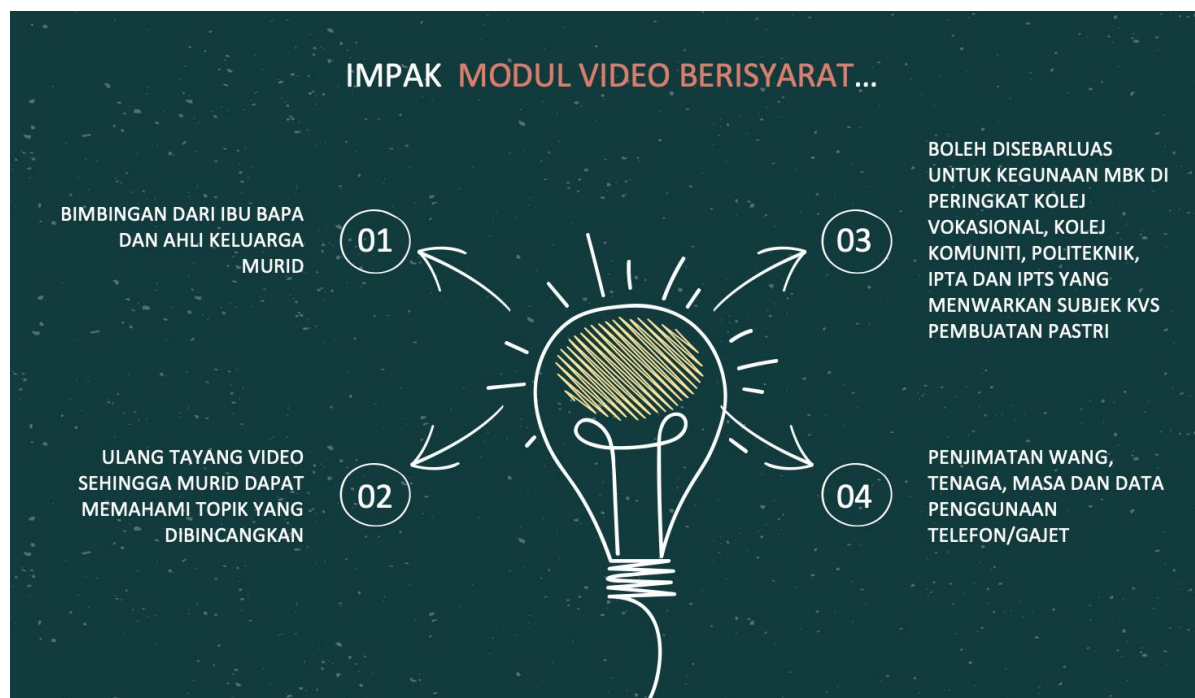 IMPAK MODUL VIDEO BERISYARAT...
BIMBINGAN DARI IBU BAPA
DAN AHLI KELUARGA
MURID
01
ULANG TAYANG VIDEO
SEHINGGA MURID DAPAT
MEMAHAMI TOPIK YANG
DIBINCANGKAN
02
03
BOLEH DISEBARLUAS
UNTUK KEGUNAAN MBK DI
PERINGKAT KOLEJ
VOKASIONAL, KOLEJ
KOMUNITI, POLITEKNIK,
IPTA DAN IPTS YANG
MENWARKAN SUBJEK KVS
PEMBUATAN PASTRI
04
PENJIMATAN WANG,
TENAGA, MASA DAN DATA
PENGGUNAAN
TELEFON/GAJET